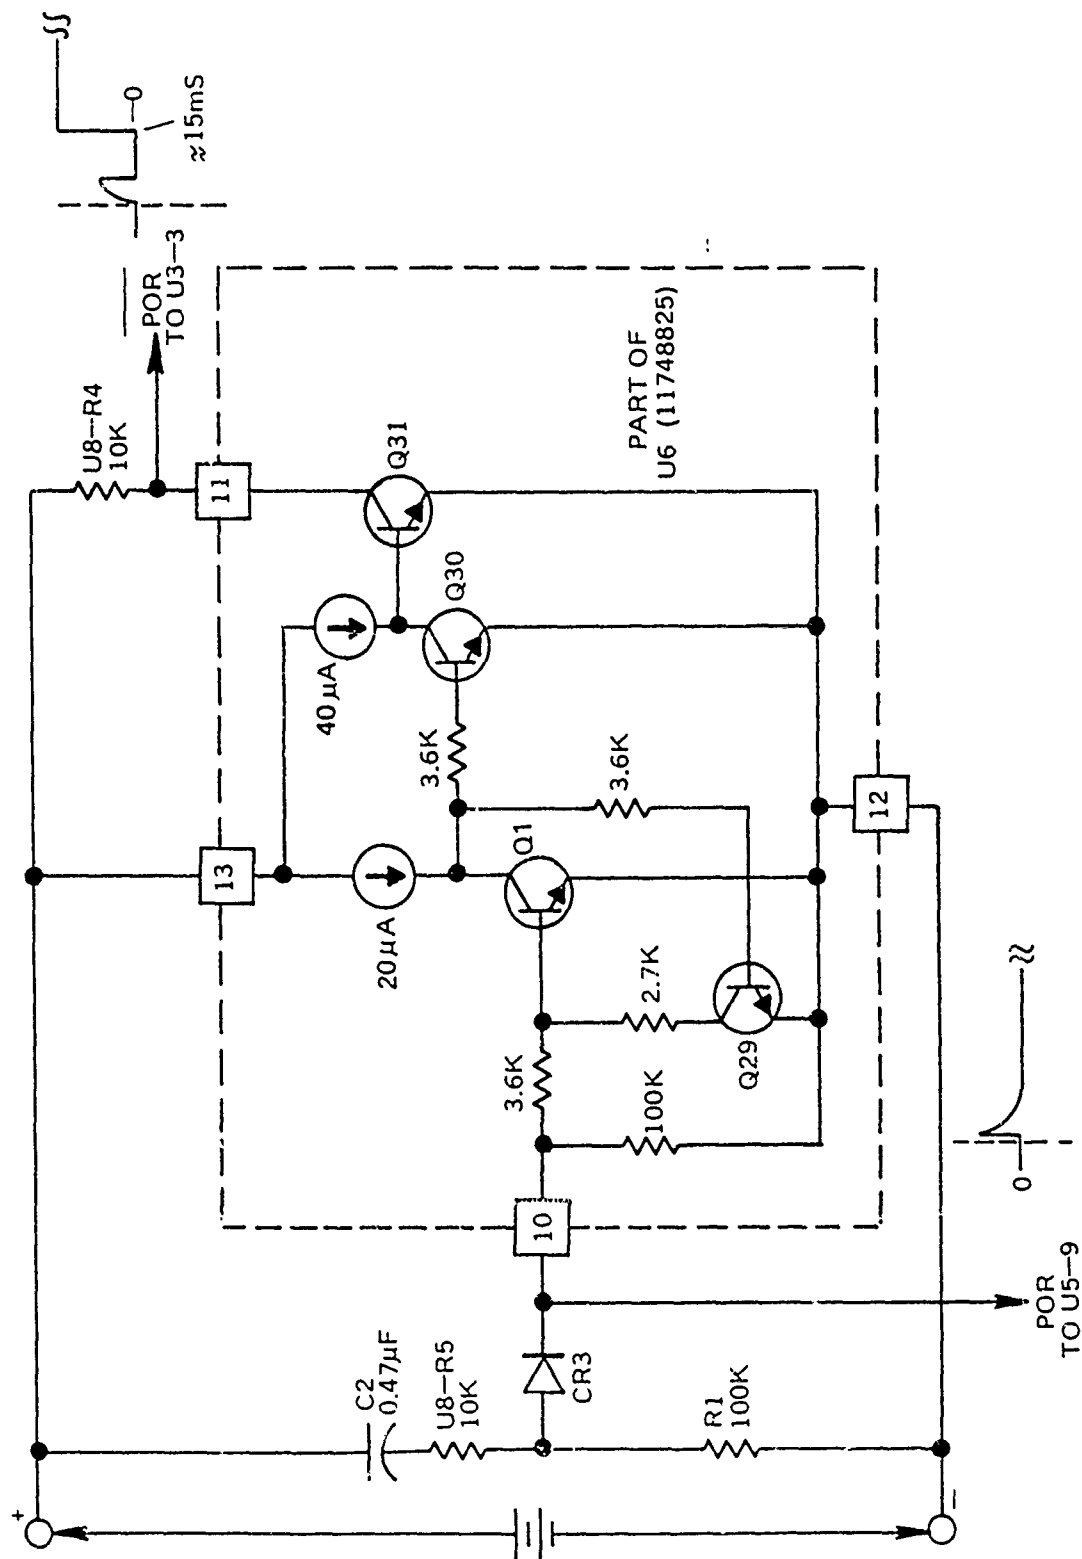 +
C2
0.47µF
U8-R5
10K
CR3
R1
100K
−
POR
TO U5-9
0
10
3.6K
100K
2.7K
Q29
Q1
20µA
13
3.6K
3.6K
12
40µA
Q30
Q31
11
U8-R4
10K
POR
TO U3-3
0
≈15mS
PART OF
U6 (11748825)